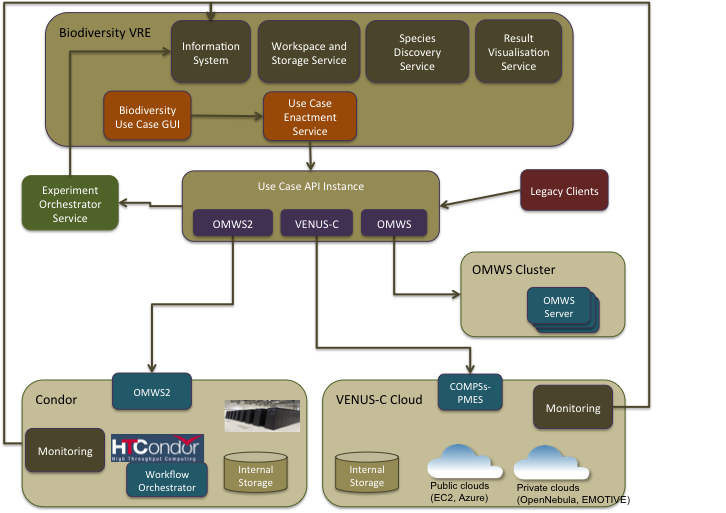 Biodiversity VRE
Information
System
Workspace and
Storage Service
Species
Discovery
Service
Result
Visualisation
Service
Biodiversity
Use Case GUI
Use Case
Enactment
Service
Experiment
Orchestrator
Service
Use Case API Instance
OMWS2
VENUS-C
OMWS
Legacy Clients
OMWS Cluster
OMWS
Server
Condor
OMWS2
Monitoring
HTCondor
High Throughput Computing
Workflow
Orchestrator
Internal
Storage
VENUS-C Cloud
COMPSs-
PMES
Monitoring
Internal
Storage
Public clouds
(EC2, Azure)
Private clouds
(OpenNebula, EMOTIVE)